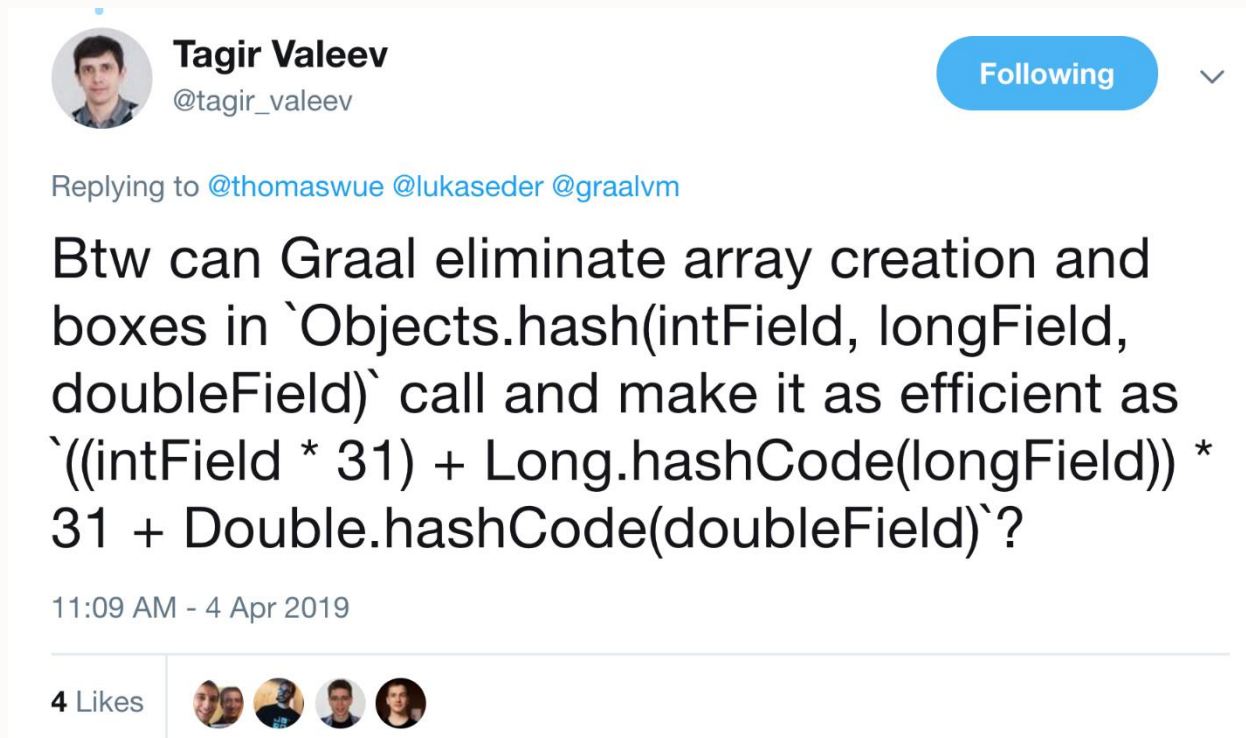 Tagir Valeev
@tagir_valeev
Following
Replying to @thomaswue @lukaseder @graalvm
Btw can Graal eliminate array creation and
boxes in `Objects.hash(intField, longField,
doubleField)` call and make it as efficient as
`((intField * 31) + Long.hashCode(longField)) *
31 + Double.hashCode(doubleField)`?
11:09 AM - 4 Apr 2019
4 Likes